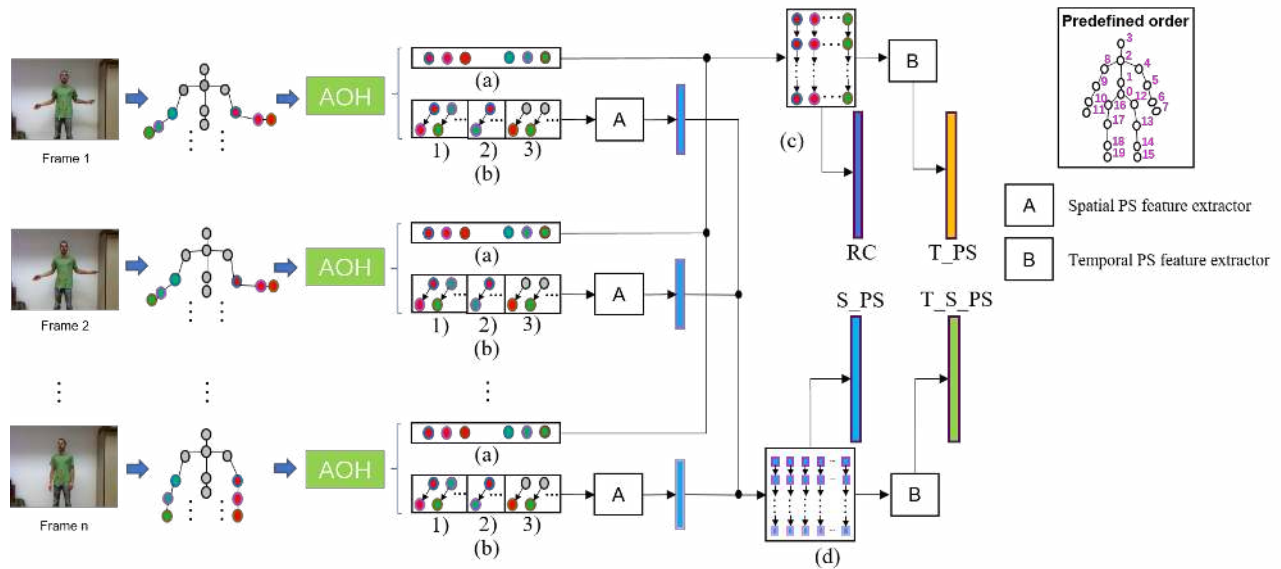 Predefined order
3
8
2
4
1
9
5
0
10
12
6
16
7
11
17
13
18
14
19
15
AOH
(a)
A
1)
2)
3)
(b)
Frame 1
B
(c)
RC
T_PS
A
Spatial PS feature extractor
B
Temporal PS feature extractor
AOH
(a)
A
1)
2)
3)
(b)
Frame 2
S_PS
T_S_PS
AOH
(a)
A
1)
2)
3)
(b)
Frame n
B
(d)